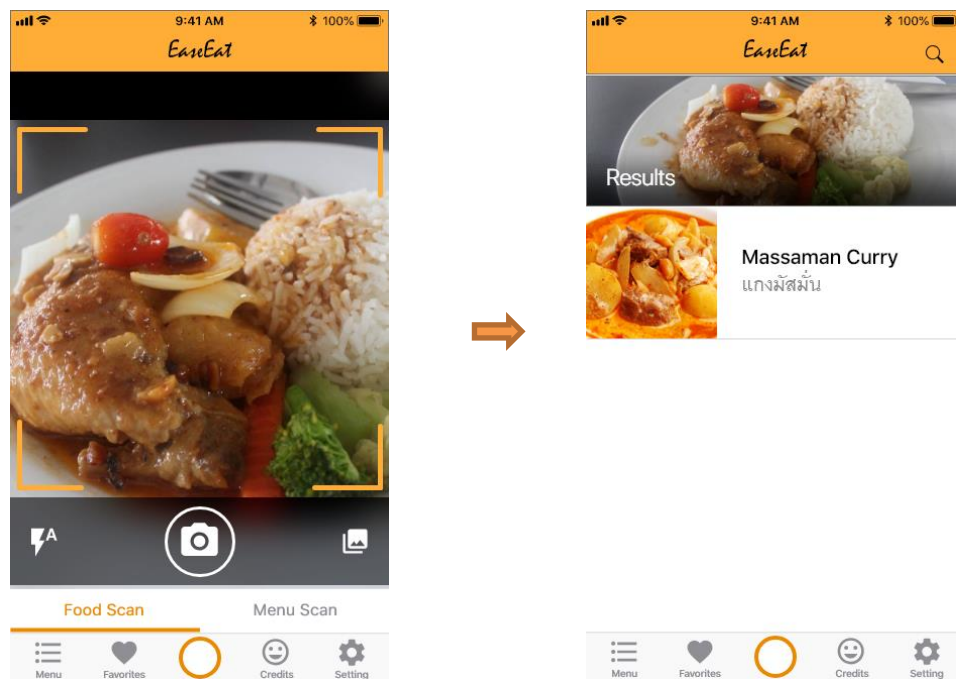 9:41 AM
100%
EaseEat
A
Food Scan
Menu Scan
Menu
Favorites
Credits
Setting
9:41 AM
100%
EaseEat
Results
Massaman Curry
แกงมัสมั่น
Menu
Favorites
Credits
Setting